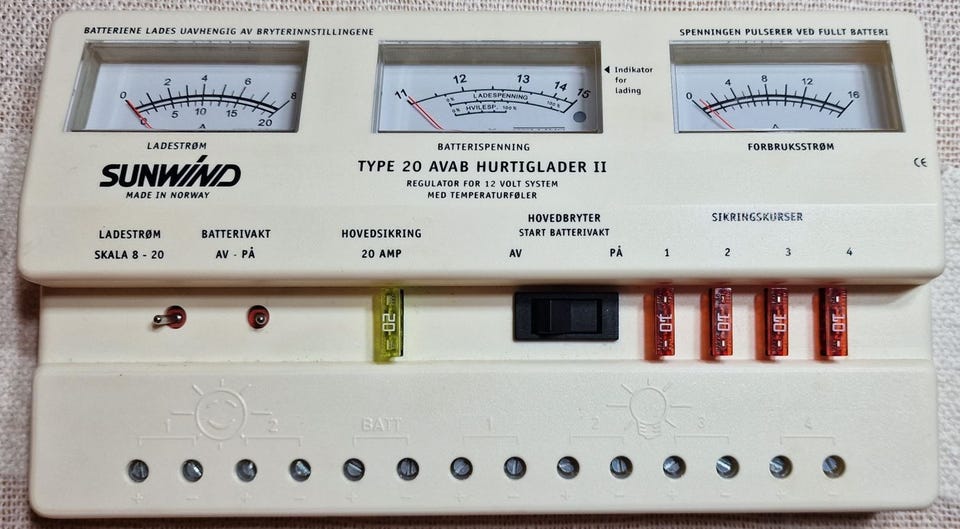 BATTERIENE LADES UAVHENGIG AV BRYTERINNSTILLINGENE
SPENNINGEN PULSERER VED FULLT BATTERI
0 2 4 6 8
0 5 10 15 20
A
LADESTRØM
11 12 13 14 15
0% LADESPENNING 100%
0% HVILESP. 100%
BATTERISPENNING
Indikator
for
lading
0 4 8 12 16
A
FORBRUKSSTRØM
SUNWIND
MADE IN NORWAY
TYPE 20 AVAB HURTIGLADER II
REGULATOR FOR 12 VOLT SYSTEM
MED TEMPERATURFØLER
CE
LADESTRØM
SKALA 8 - 20
BATTERIVAKT
AV - PÅ
HOVEDSIKRING
20 AMP
HOVEDBRYTER
START BATTERIVAKT
AV PÅ
SIKRINGSKURSER
1 2 3 4
20
10 10 10 10
1 2 BATT 1 2 3 4
+ − + − + − + − + − + − + −